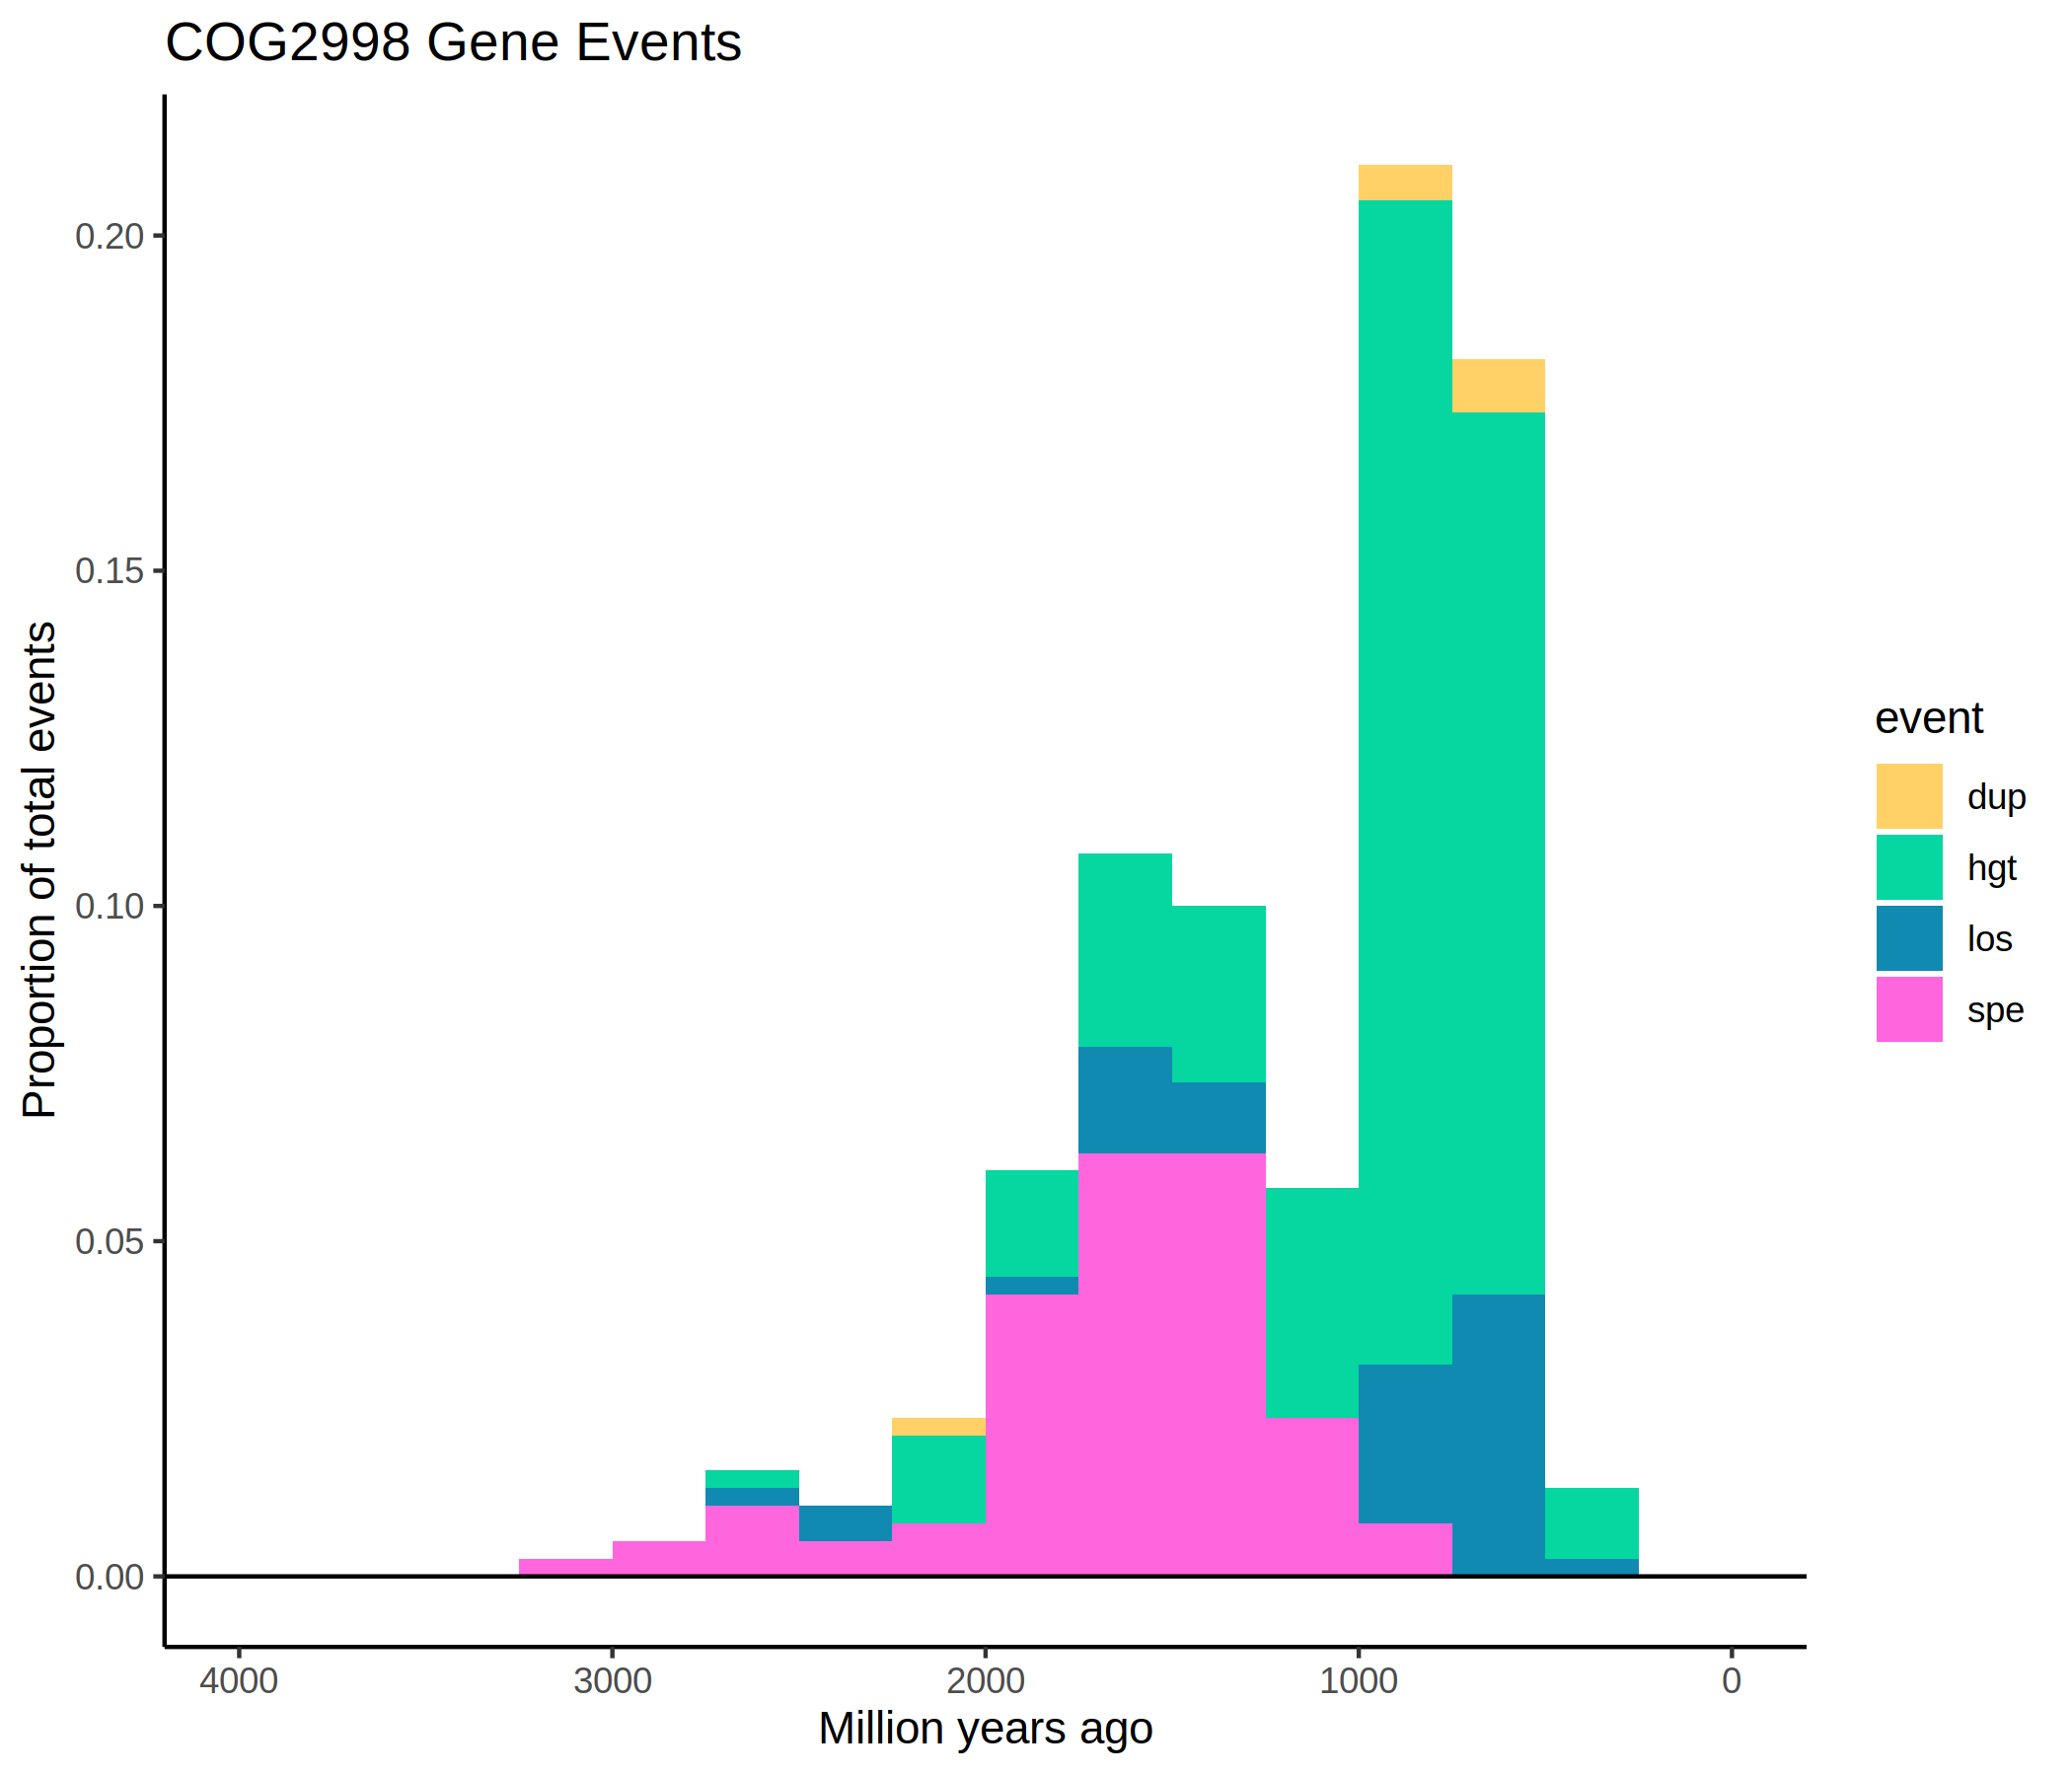 COG2998 Gene Events
Proportion of total events
0.20
0.15
0.10
0.05
0.00
4000 3000 2000 1000 0
Million years ago
event
dup
hgt
los
spe